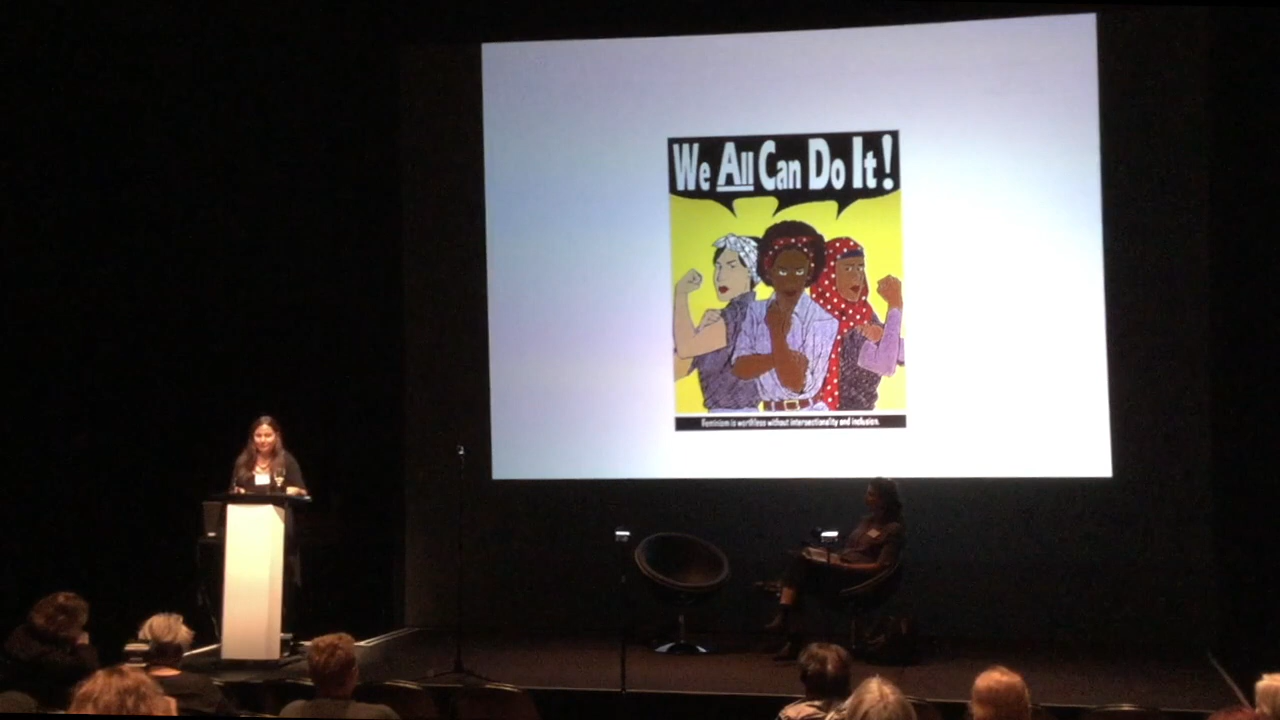 We All Can Do It!
Feminism is worthless without intersectionality and inclusion.